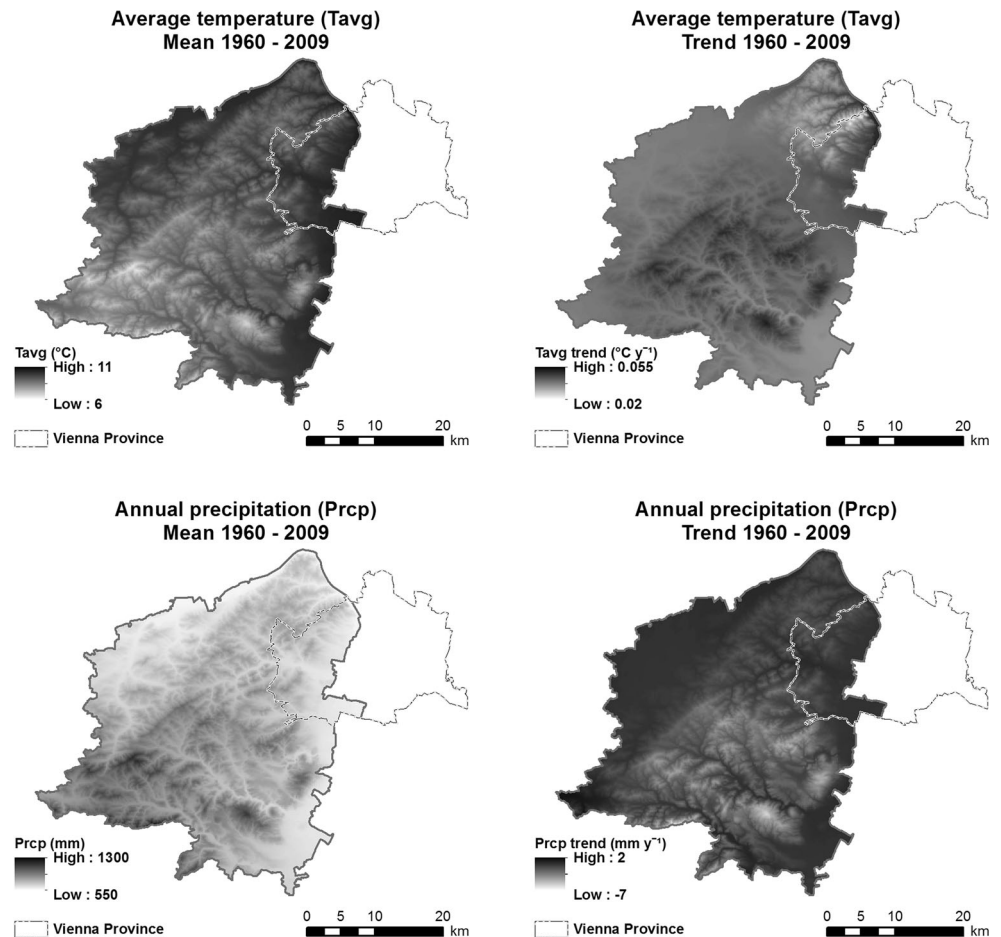 Average temperature (Tavg)
Mean 1960 - 2009
Tavg (°C)
High : 11
Low : 6
Vienna Province
0 5 10 20
km
Average temperature (Tavg)
Trend 1960 - 2009
Tavg trend (°C y⁻¹)
High : 0.055
Low : 0.02
Vienna Province
0 5 10 20
km
Annual precipitation (Prcp)
Mean 1960 - 2009
Prcp (mm)
High : 1300
Low : 550
Vienna Province
0 5 10 20
km
Annual precipitation (Prcp)
Trend 1960 - 2009
Prcp trend (mm y⁻¹)
High : 2
Low : -7
Vienna Province
0 5 10 20
km